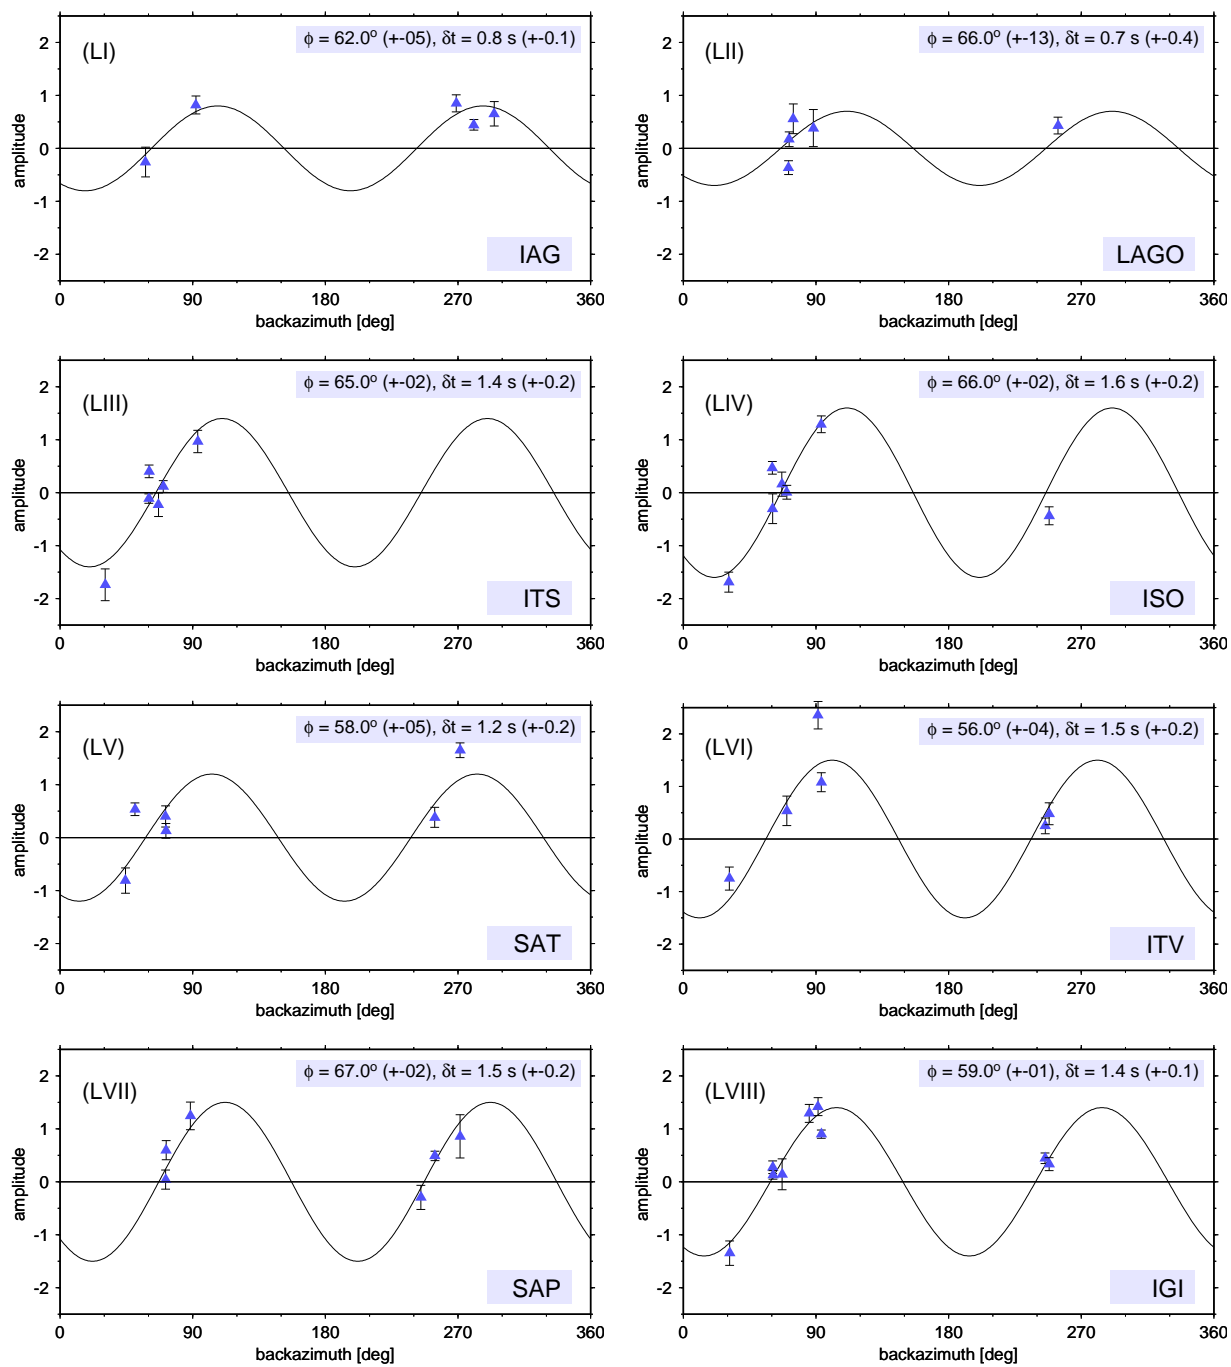 (LI)
ϕ = 62.0º (+-05), δt = 0.8 s (+-0.1)
amplitude
2
1
0
-1
-2
IAG
0 90 180 270 360
backazimuth [deg]
(LII)
ϕ = 66.0º (+-13), δt = 0.7 s (+-0.4)
amplitude
2
1
0
-1
-2
LAGO
0 90 180 270 360
backazimuth [deg]
(LIII)
ϕ = 65.0º (+-02), δt = 1.4 s (+-0.2)
amplitude
2
1
0
-1
-2
ITS
0 90 180 270 360
backazimuth [deg]
(LIV)
ϕ = 66.0º (+-02), δt = 1.6 s (+-0.2)
amplitude
2
1
0
-1
-2
ISO
0 90 180 270 360
backazimuth [deg]
(LV)
ϕ = 58.0º (+-05), δt = 1.2 s (+-0.2)
amplitude
2
1
0
-1
-2
SAT
0 90 180 270 360
backazimuth [deg]
(LVI)
ϕ = 56.0º (+-04), δt = 1.5 s (+-0.2)
amplitude
2
1
0
-1
-2
ITV
0 90 180 270 360
backazimuth [deg]
(LVII)
ϕ = 67.0º (+-02), δt = 1.5 s (+-0.2)
amplitude
2
1
0
-1
-2
SAP
0 90 180 270 360
backazimuth [deg]
(LVIII)
ϕ = 59.0º (+-01), δt = 1.4 s (+-0.1)
amplitude
2
1
0
-1
-2
IGI
0 90 180 270 360
backazimuth [deg]